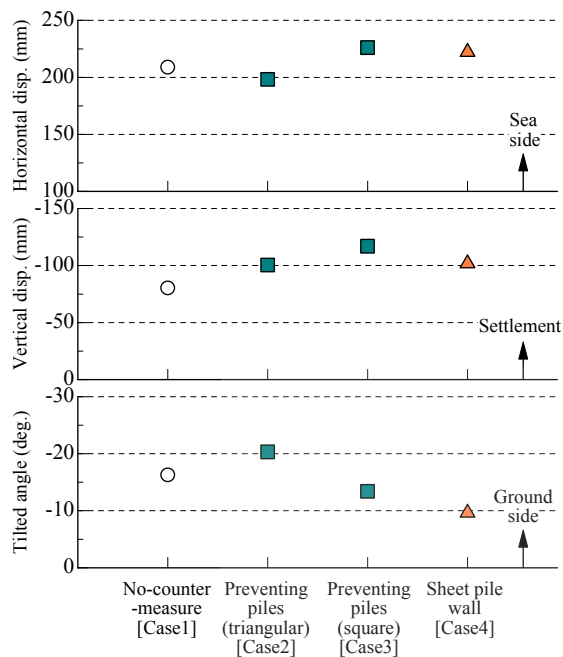 Horizontal disp. (mm)
250
200
150
100
Sea
side
Vertical disp. (mm)
-150
-100
-50
0
Settlement
Tilted angle (deg.)
-30
-20
-10
0
Ground
side
No-counter
-measure
[Case1]
Preventing
piles
(triangular)
[Case2]
Preventing
piles
(square)
[Case3]
Sheet pile
wall
[Case4]